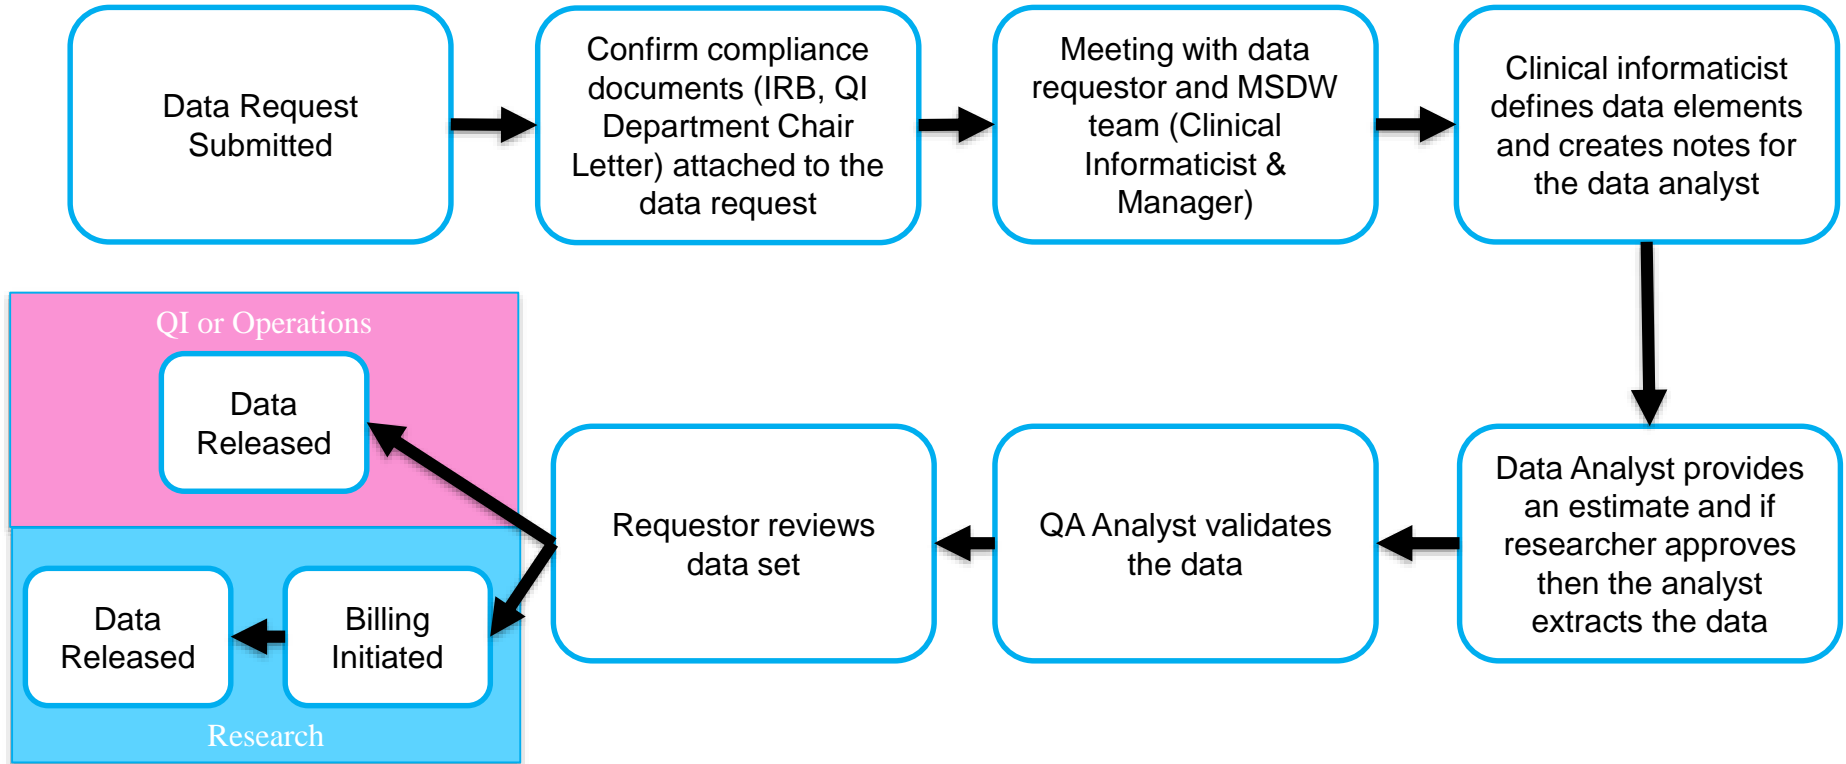 Data Request
Submitted
Confirm compliance
documents (IRB, QI
Department Chair
Letter) attached to the
data request
Meeting with data
requestor and MSDW
team (Clinical
Informaticist &
Manager)
Clinical informaticist
defines data elements
and creates notes for
the data analyst
Data Analyst provides
an estimate and if
researcher approves
then the analyst
extracts the data
QA Analyst validates
the data
Requestor reviews
data set
QI or Operations
Data
Released
Billing
Initiated
Data
Released
Research